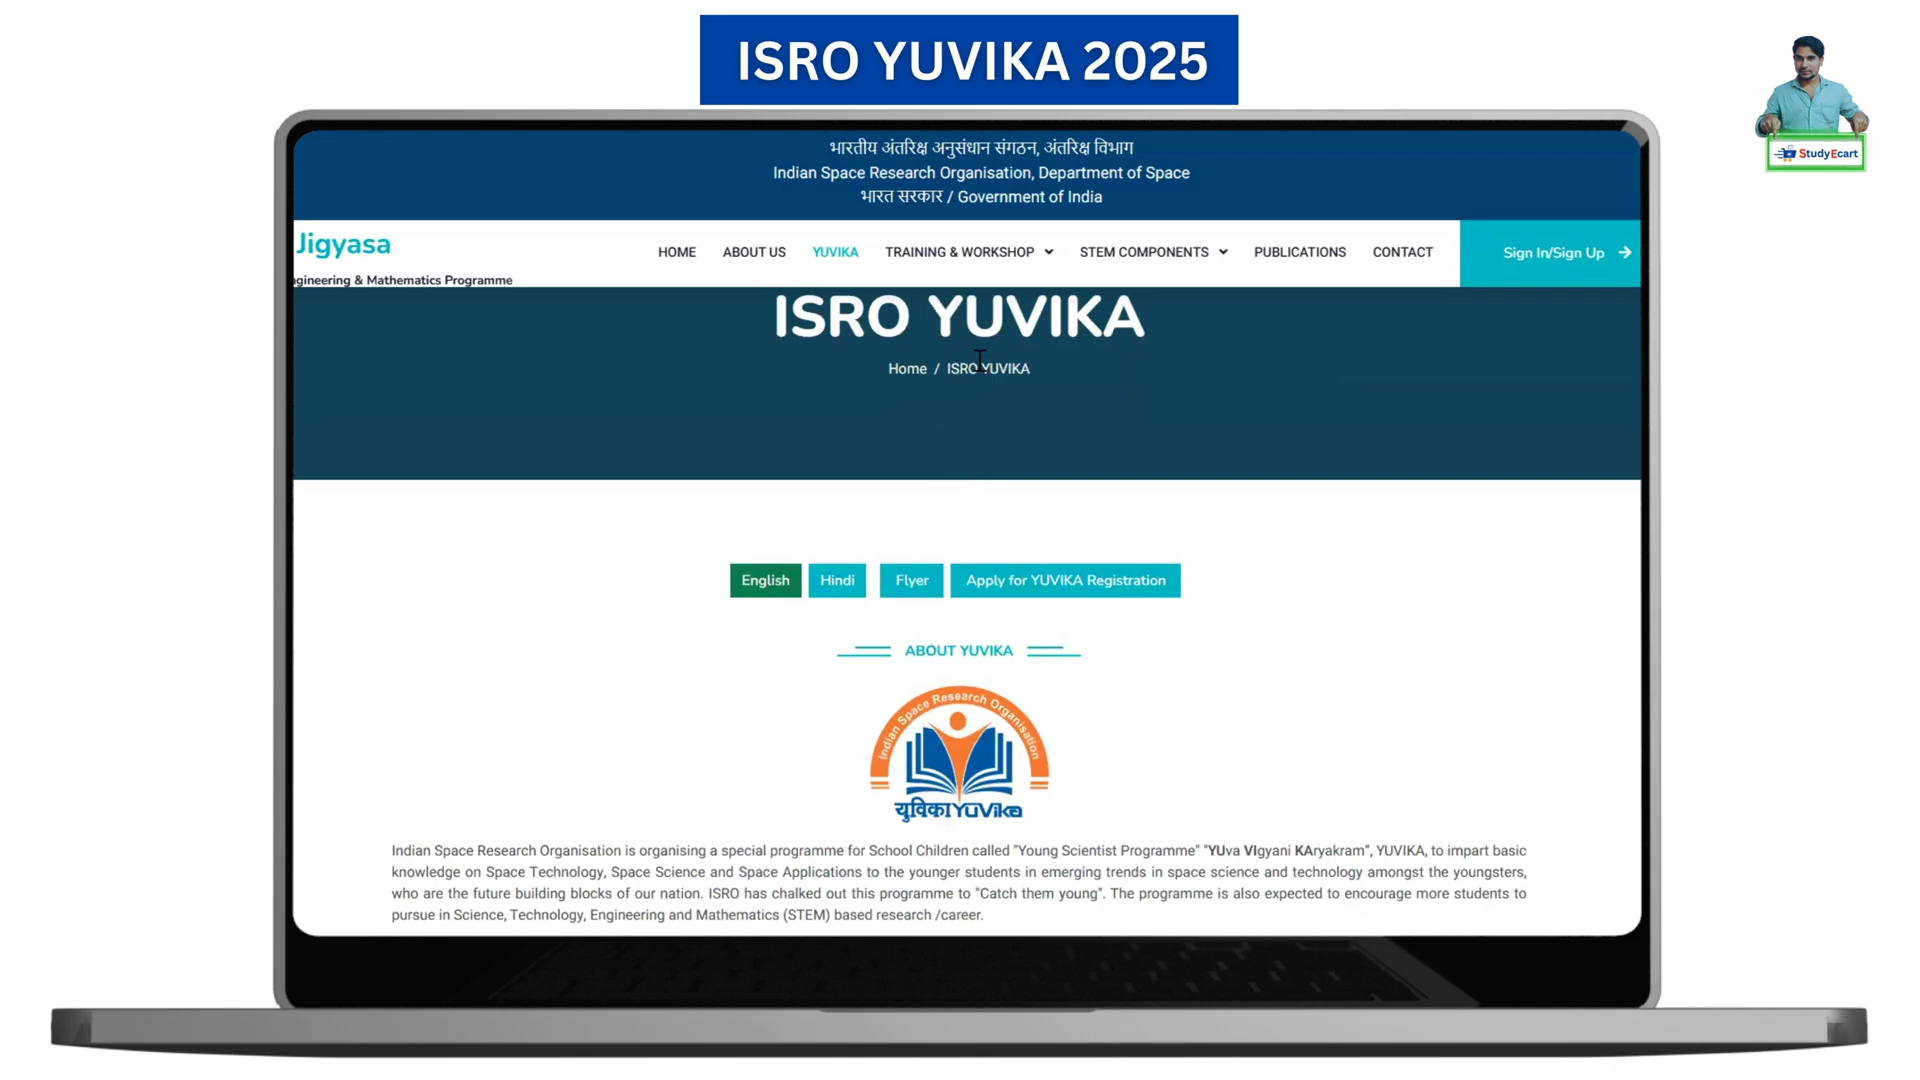 ISRO YUVIKA 2025
StudyEcart
भारतीय अंतरिक्ष अनुसंधान संगठन, अंतरिक्ष विभाग
Indian Space Research Organisation, Department of Space
भारत सरकार / Government of India
Jigyasa
gineering & Mathematics Programme
HOME ABOUT US YUVIKA TRAINING & WORKSHOP STEM COMPONENTS PUBLICATIONS CONTACT Sign In/Sign Up
ISRO YUVIKA
Home / ISRO YUVIKA
English Hindi Flyer Apply for YUVIKA Registration
ABOUT YUVIKA
Indian Space Research Organisation
युविका YUVika
Indian Space Research Organisation is organising a special programme for School Children called "Young Scientist Programme" "YUva VIgyani KAryakram", YUVIKA, to impart basic
knowledge on Space Technology, Space Science and Space Applications to the younger students in emerging trends in space science and technology amongst the youngsters,
who are the future building blocks of our nation. ISRO has chalked out this programme to "Catch them young". The programme is also expected to encourage more students to
pursue in Science, Technology, Engineering and Mathematics (STEM) based research /career.